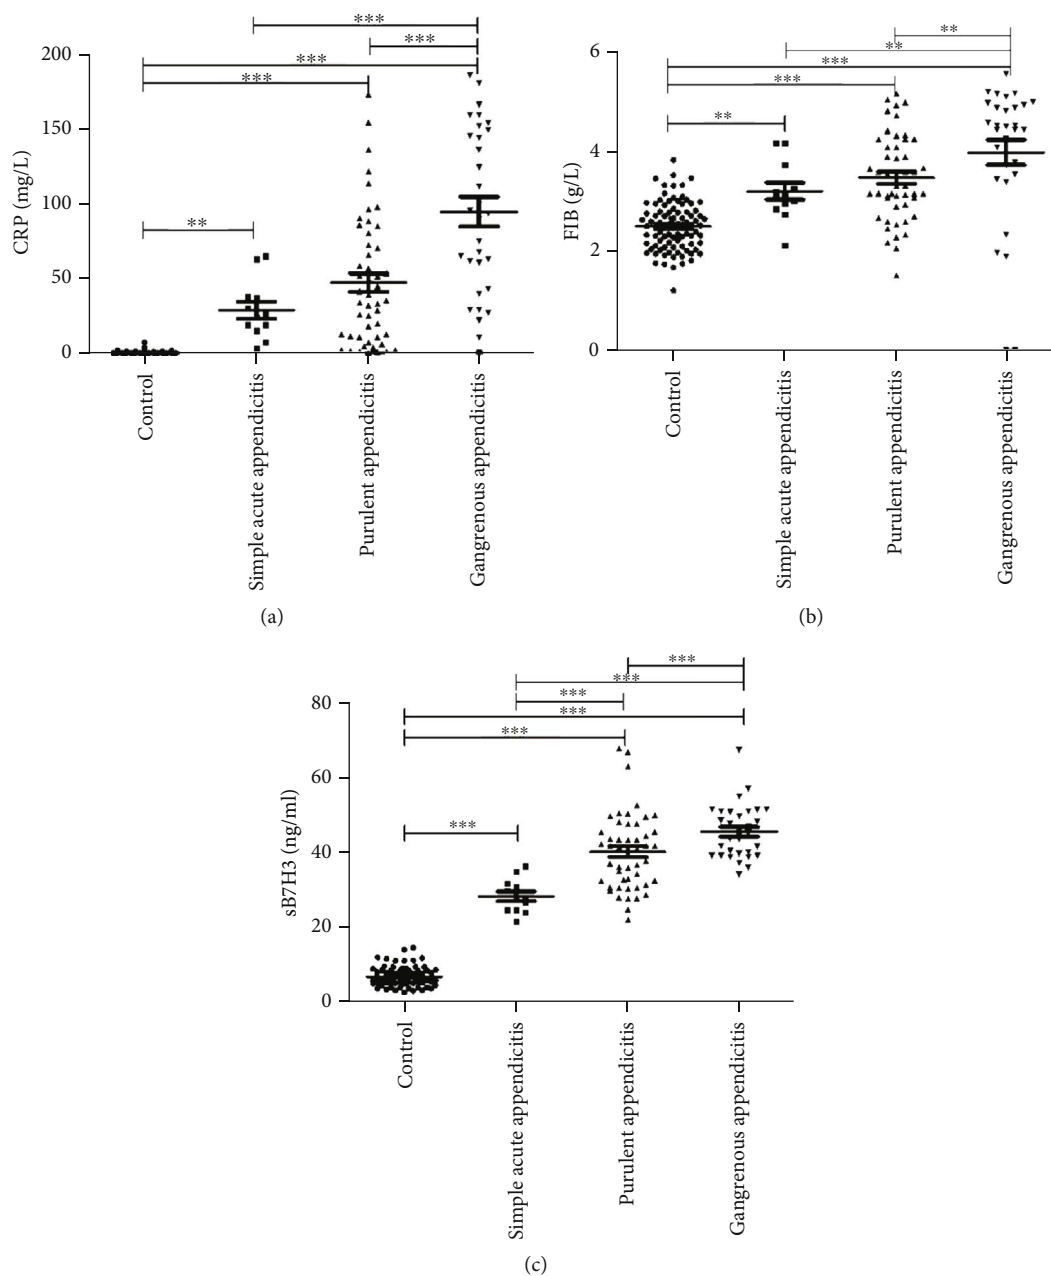 ***
***
***
***
**
200
150
100
50
0
CRP (mg/L)
Control
Simple acute appendicitis
Purulent appendicitis
Gangrenous appendicitis
(a)
**
**
***
***
**
6
4
2
0
FIB (g/L)
Control
Simple acute appendicitis
Purulent appendicitis
Gangrenous appendicitis
(b)
***
***
***
***
***
***
80
60
40
20
0
sB7H3 (ng/ml)
Control
Simple acute appendicitis
Purulent appendicitis
Gangrenous appendicitis
(c)